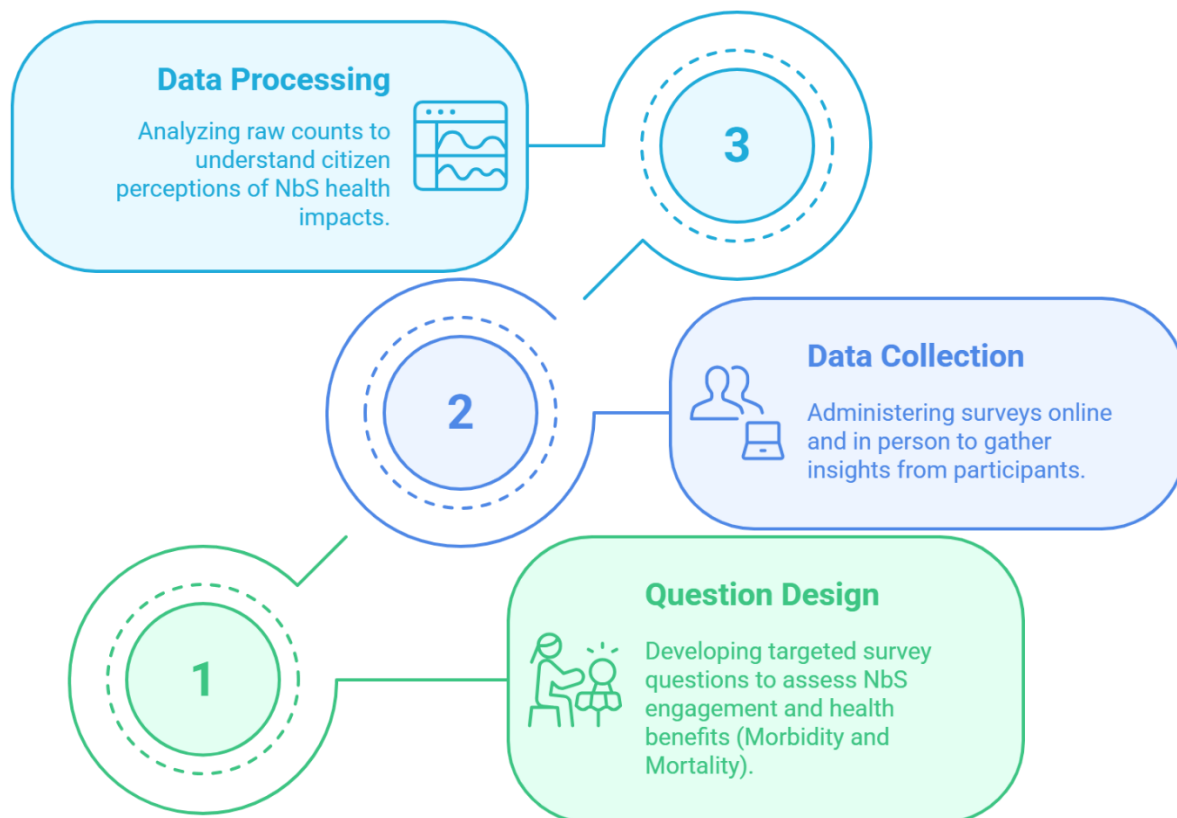 Data Processing
Analyzing raw counts to
understand citizen
perceptions of NbS health
impacts.
3
2
Data Collection
Administering surveys online
and in person to gather
insights from participants.
1
Question Design
Developing targeted survey
questions to assess NbS
engagement and health
benefits (Morbidity and
Mortality).